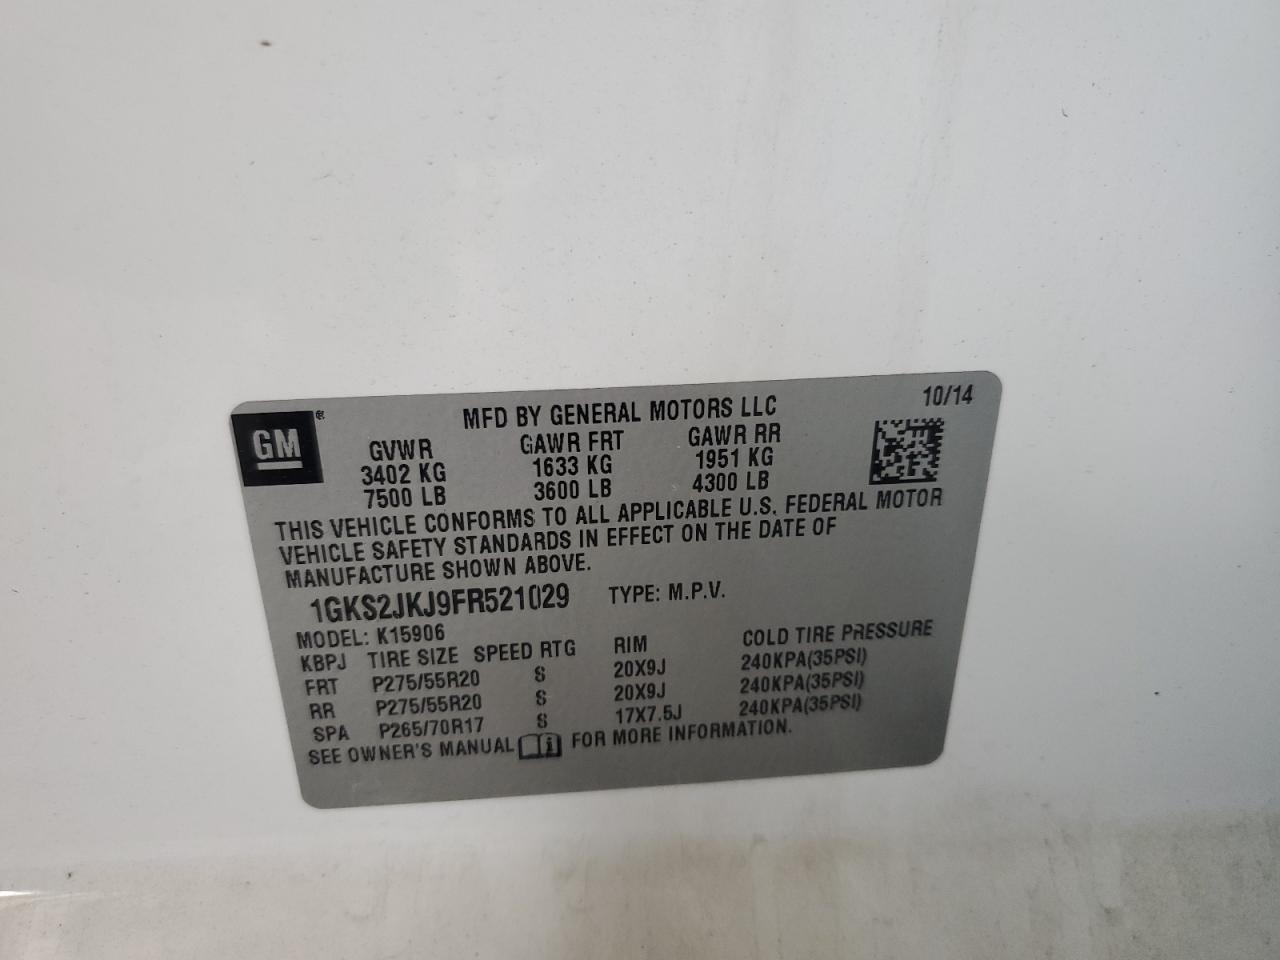 GM®
MFD BY GENERAL MOTORS LLC 10/14
GVWR GAWR FRT GAWR RR
3402 KG 1633 KG 1951 KG
7500 LB 3600 LB 4300 LB
THIS VEHICLE CONFORMS TO ALL APPLICABLE U.S. FEDERAL MOTOR
VEHICLE SAFETY STANDARDS IN EFFECT ON THE DATE OF
MANUFACTURE SHOWN ABOVE.
1GKS2JKJ9FR521029 TYPE: M.P.V.
MODEL: K15906
KBPJ TIRE SIZE SPEED RTG RIM COLD TIRE PRESSURE
FRT P275/55R20 S 20X9J 240KPA(35PSI)
RR P275/55R20 S 20X9J 240KPA(35PSI)
SPA P265/70R17 S 17X7.5J 240KPA(35PSI)
SEE OWNER'S MANUAL FOR MORE INFORMATION.